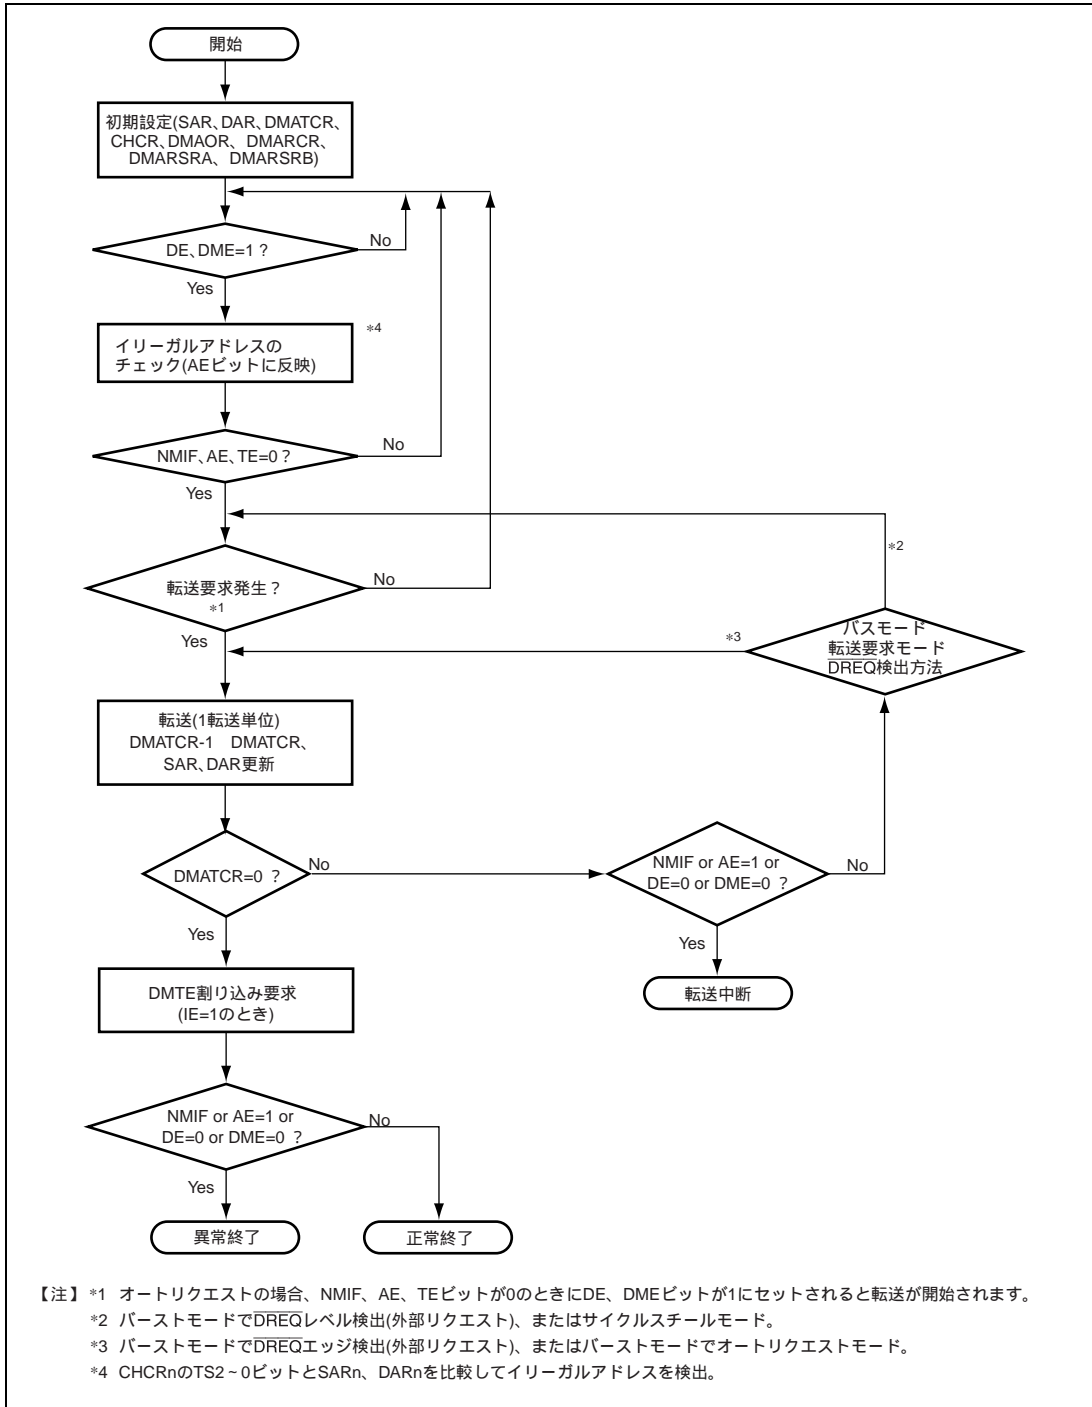 開始
初期設定(SAR、DAR、DMATCR、
CHCR、DMAOR、 DMARCR、
DMARSRA、 DMARSRB)
DE、DME=1 ?
No
Yes
イリーガルアドレスの
チェック(AEビットに反映)
*4
NMIF、AE、TE=0 ?
No
Yes
*2
転送要求発生 ?
*1
No
Yes
*3
バスモード
転送要求モード
DREQ検出方法
転送(1転送単位)
DMATCR-1 DMATCR、
SAR、DAR更新
DMATCR=0 ?
No
Yes
NMIF or AE=1 or
DE=0 or DME=0 ?
No
Yes
転送中断
DMTE割り込み要求
(IE=1のとき)
NMIF or AE=1 or
DE=0 or DME=0 ?
No
Yes
異常終了
正常終了
【注】 *1 オートリクエストの場合、NMIF、AE、TEビットが0のときにDE、DMEビットが1にセットされると転送が開始されます。
*2 バーストモードでDREQレベル検出(外部リクエスト)、またはサイクルスチールモード。
*3 バーストモードでDREQエッジ検出(外部リクエスト)、またはバーストモードでオートリクエストモード。
*4 CHCRnのTS2~0ビットとSARn、DARnを比較してイリーガルアドレスを検出。